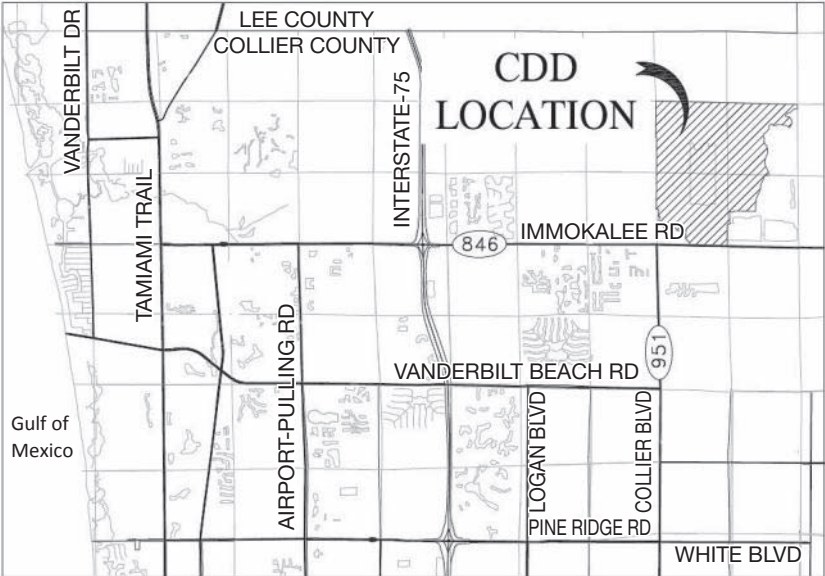 LEE COUNTY
COLLIER COUNTY
VANDERBILT DR
CDD
LOCATION
INTERSTATE-75
TAMIAMI TRAIL
IMMOKALEE RD
846
951
AIRPORT-PULLING RD
VANDERBILT BEACH RD
Gulf of
Mexico
LOGAN BLVD
COLLIER BLVD
PINE RIDGE RD
WHITE BLVD